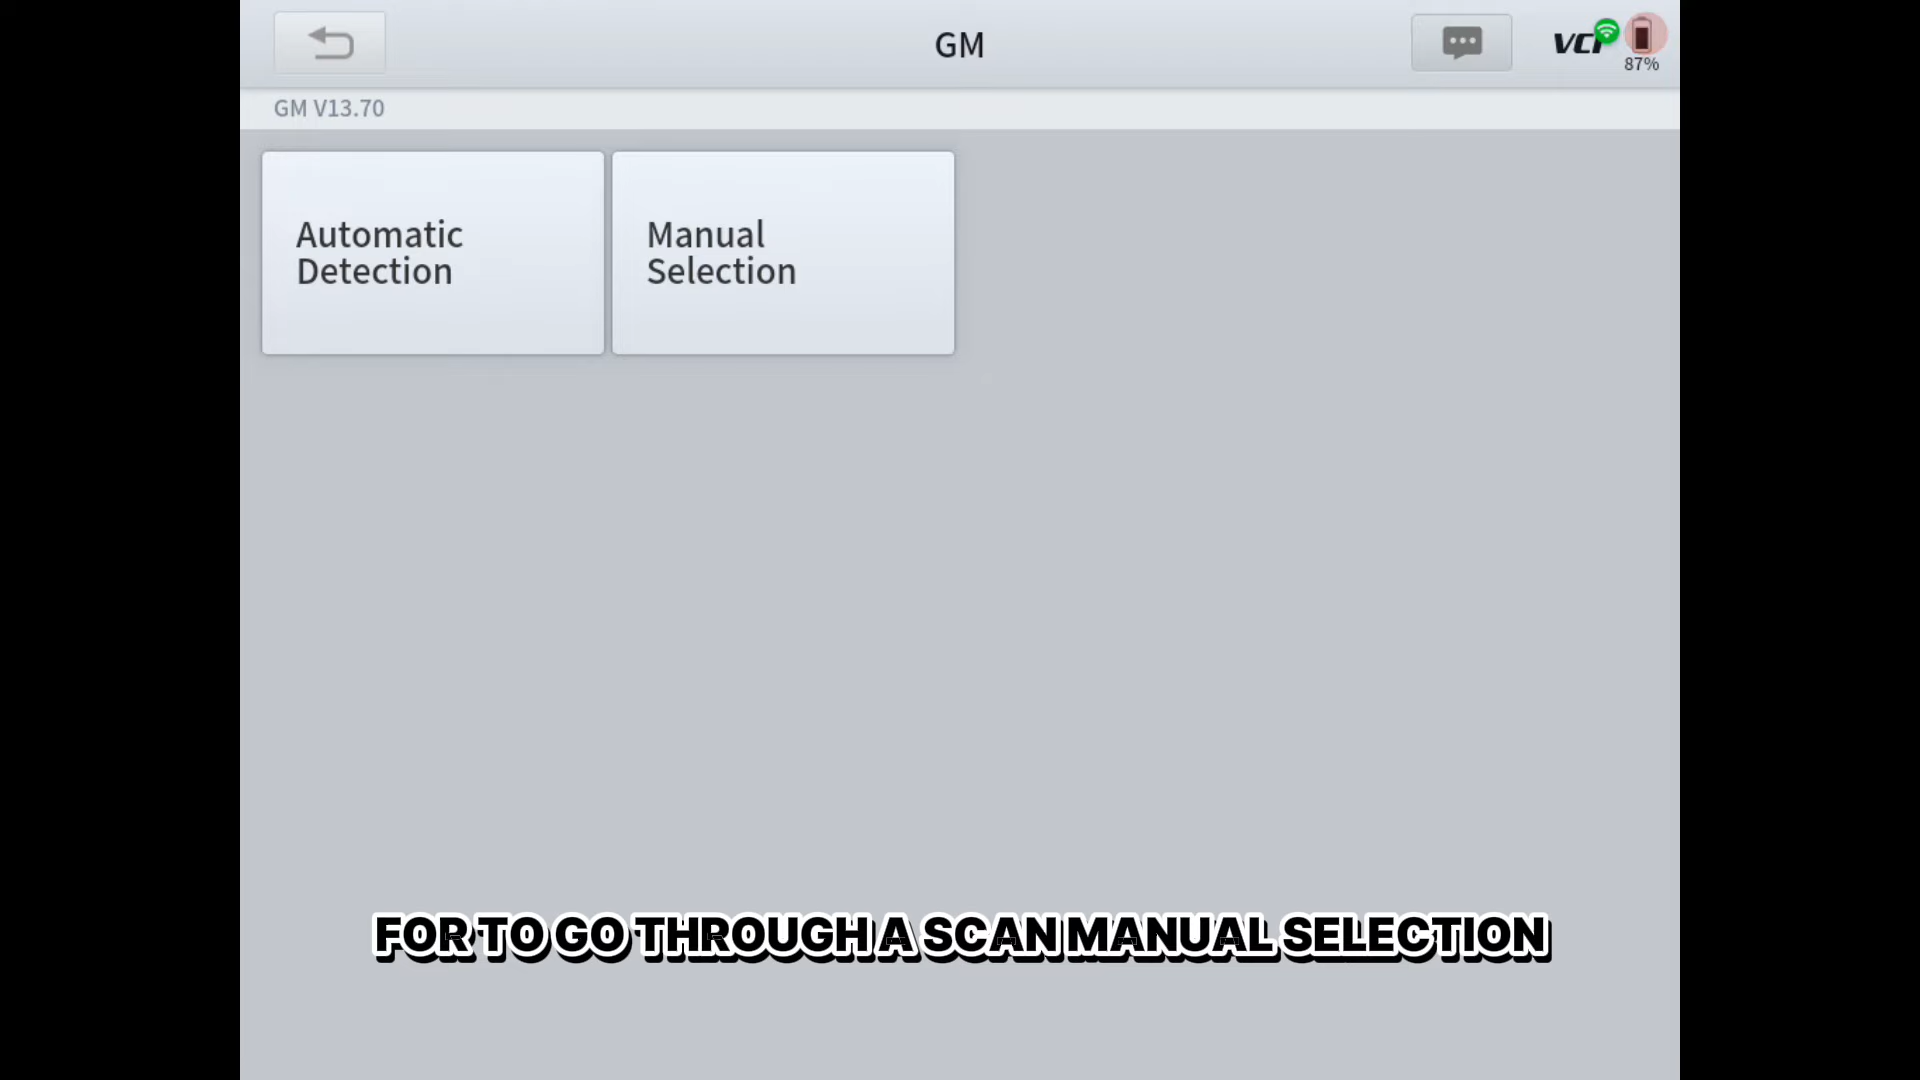 GM
VCI
87%
GM V13.70
Automatic
Detection
Manual
Selection
FOR TO GO THROUGH A SCAN MANUAL SELECTION